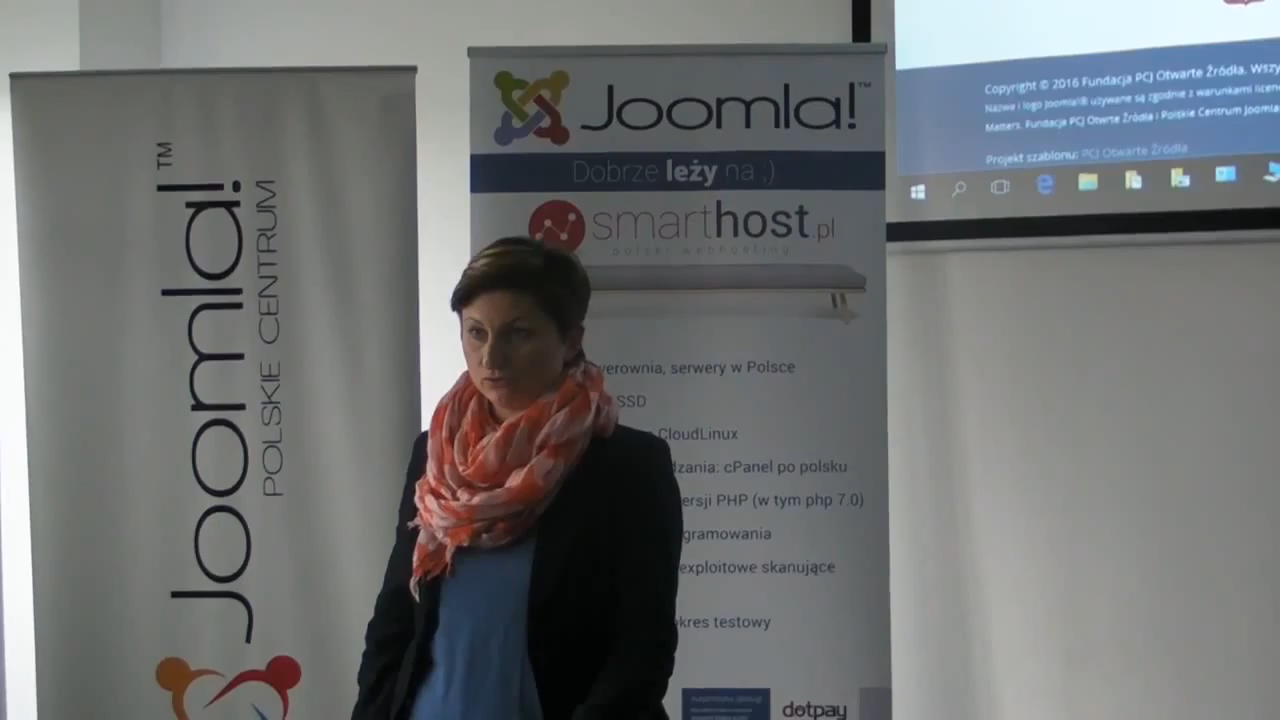 Joomla!™
POLSKIE CENTRUM
Joomla!™
Dobrze leży na ;)
smarthost.pl
polski webhosting
werownia, serwery w Polsce
SSD
CloudLinux
dzania: cPanel po polsku
ersji PHP (w tym php 7.0)
gramowania
exploitowe skanujące
okres testowy
dotpay
Copyright © 2016 Fundacja PCJ Otwarte Źródła. Wszy
Nazwa i logo Joomla!® używane są zgodnie z warunkami licenc
Matters. Fundacja PCJ Otwrte Źródła i Polskie Centrum Joomla
Projekt szablonu: PCJ Otwarte Źródła